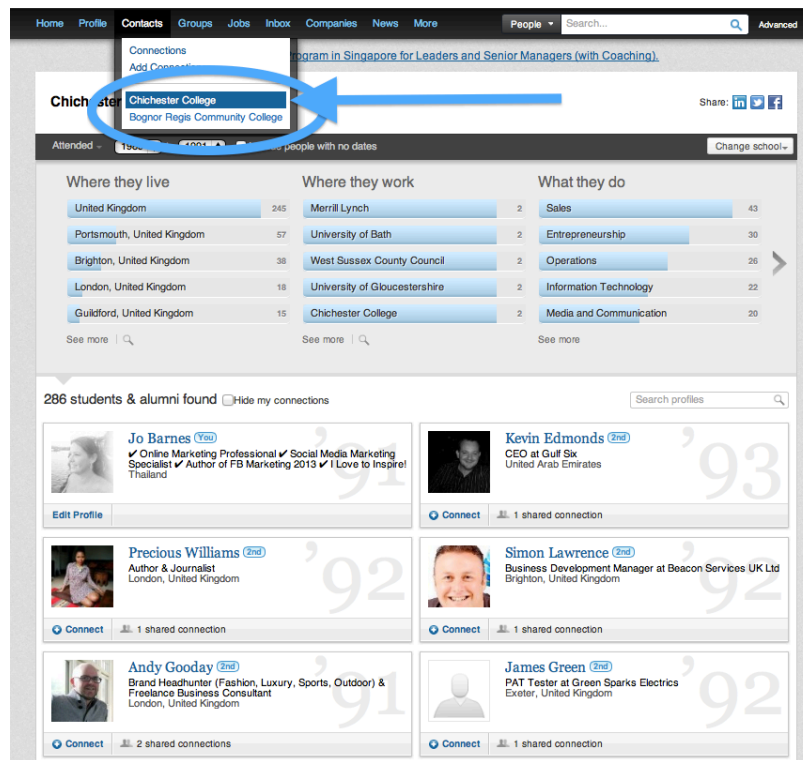 Home Profile Contacts Groups Jobs Inbox Companies News More People Search... Advanced
Connections
Program in Singapore for Leaders and Senior Managers (with Coaching).
Chichester
Chichester College
Bognor Regis Community College
Share:
Attended 1991 people with no dates Change school
Where they live Where they work What they do
United Kingdom 245 Merrill Lynch 2 Sales 43
Portsmouth, United Kingdom 57 University of Bath 2 Entrepreneurship 30
Brighton, United Kingdom 38 West Sussex County Council 2 Operations 26
London, United Kingdom 18 University of Gloucestershire 2 Information Technology 22
Guildford, United Kingdom 15 Chichester College 2 Media and Communication 20
See more See more See more
286 students & alumni found Hide my connections Search profiles
Jo Barnes You '91
✔ Online Marketing Professional ✔ Social Media Marketing
Specialist ✔ Author of FB Marketing 2013 ✔ I Love to Inspire!
Thailand
Edit Profile
Kevin Edmonds 2nd '93
CEO at Gulf Six
United Arab Emirates
Connect 1 shared connection
Precious Williams 2nd '92
Author & Journalist
London, United Kingdom
Connect 1 shared connection
Simon Lawrence 2nd '92
Business Development Manager at Beacon Services UK Ltd
Brighton, United Kingdom
Connect 1 shared connection
Andy Gooday 2nd '91
Brand Headhunter (Fashion, Luxury, Sports, Outdoor) &
Freelance Business Consultant
London, United Kingdom
Connect 2 shared connections
James Green 2nd '92
PAT Tester at Green Sparks Electrics
Exeter, United Kingdom
Connect 1 shared connection